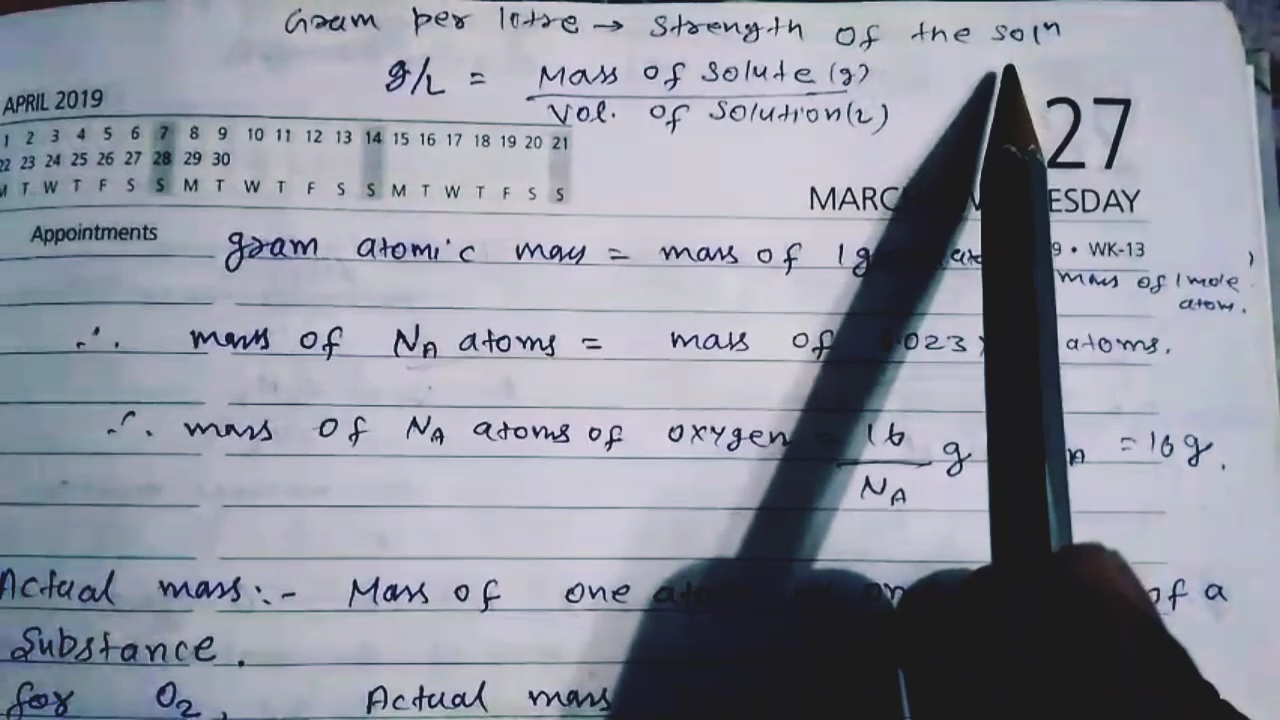 Gram per litre → strength of the soln
g/L = Mass of solute (g)
Vol. of solution (L)
APRIL 2019
1 2 3 4 5 6 7 8 9 10 11 12 13 14 15 16 17 18 19 20 21
22 23 24 25 26 27 28 29 30
M T W T F S S M T W T F S S M T W T F S S
27
MARC ESDAY
9 • WK-13
Appointments
gram atomic mass = mass of 1g
mass of 1 mole
atom.
∴ mass of NA atoms = mass of 023 atoms.
∴ mass of NA atoms of oxygen = 16 g = 16g.
NA
Actual mass:- Mass of one of a
substance.
for O2, Actual mass